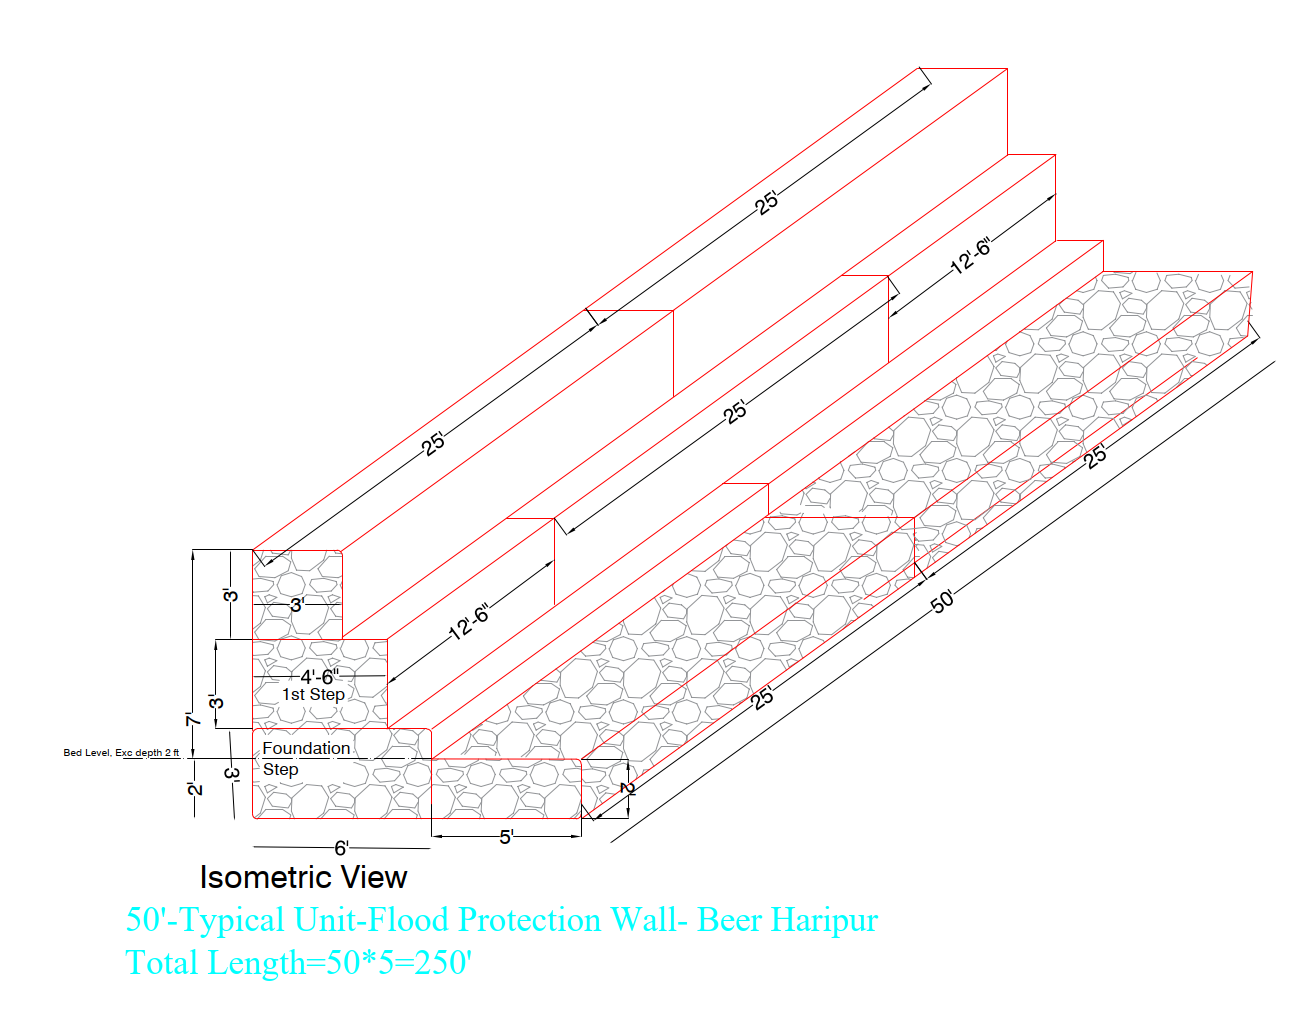 25'
12'-6"
25'
25'
25'
50'
12'-6"
25'
3'
3'
4'-6"
1st Step
3'
7'
Bed Level, Exc depth 2 ft
Foundation
Step
3'
2'
2'
5'
6'
Isometric View
50'-Typical Unit-Flood Protection Wall- Beer Haripur
Total Length=50*5=250'